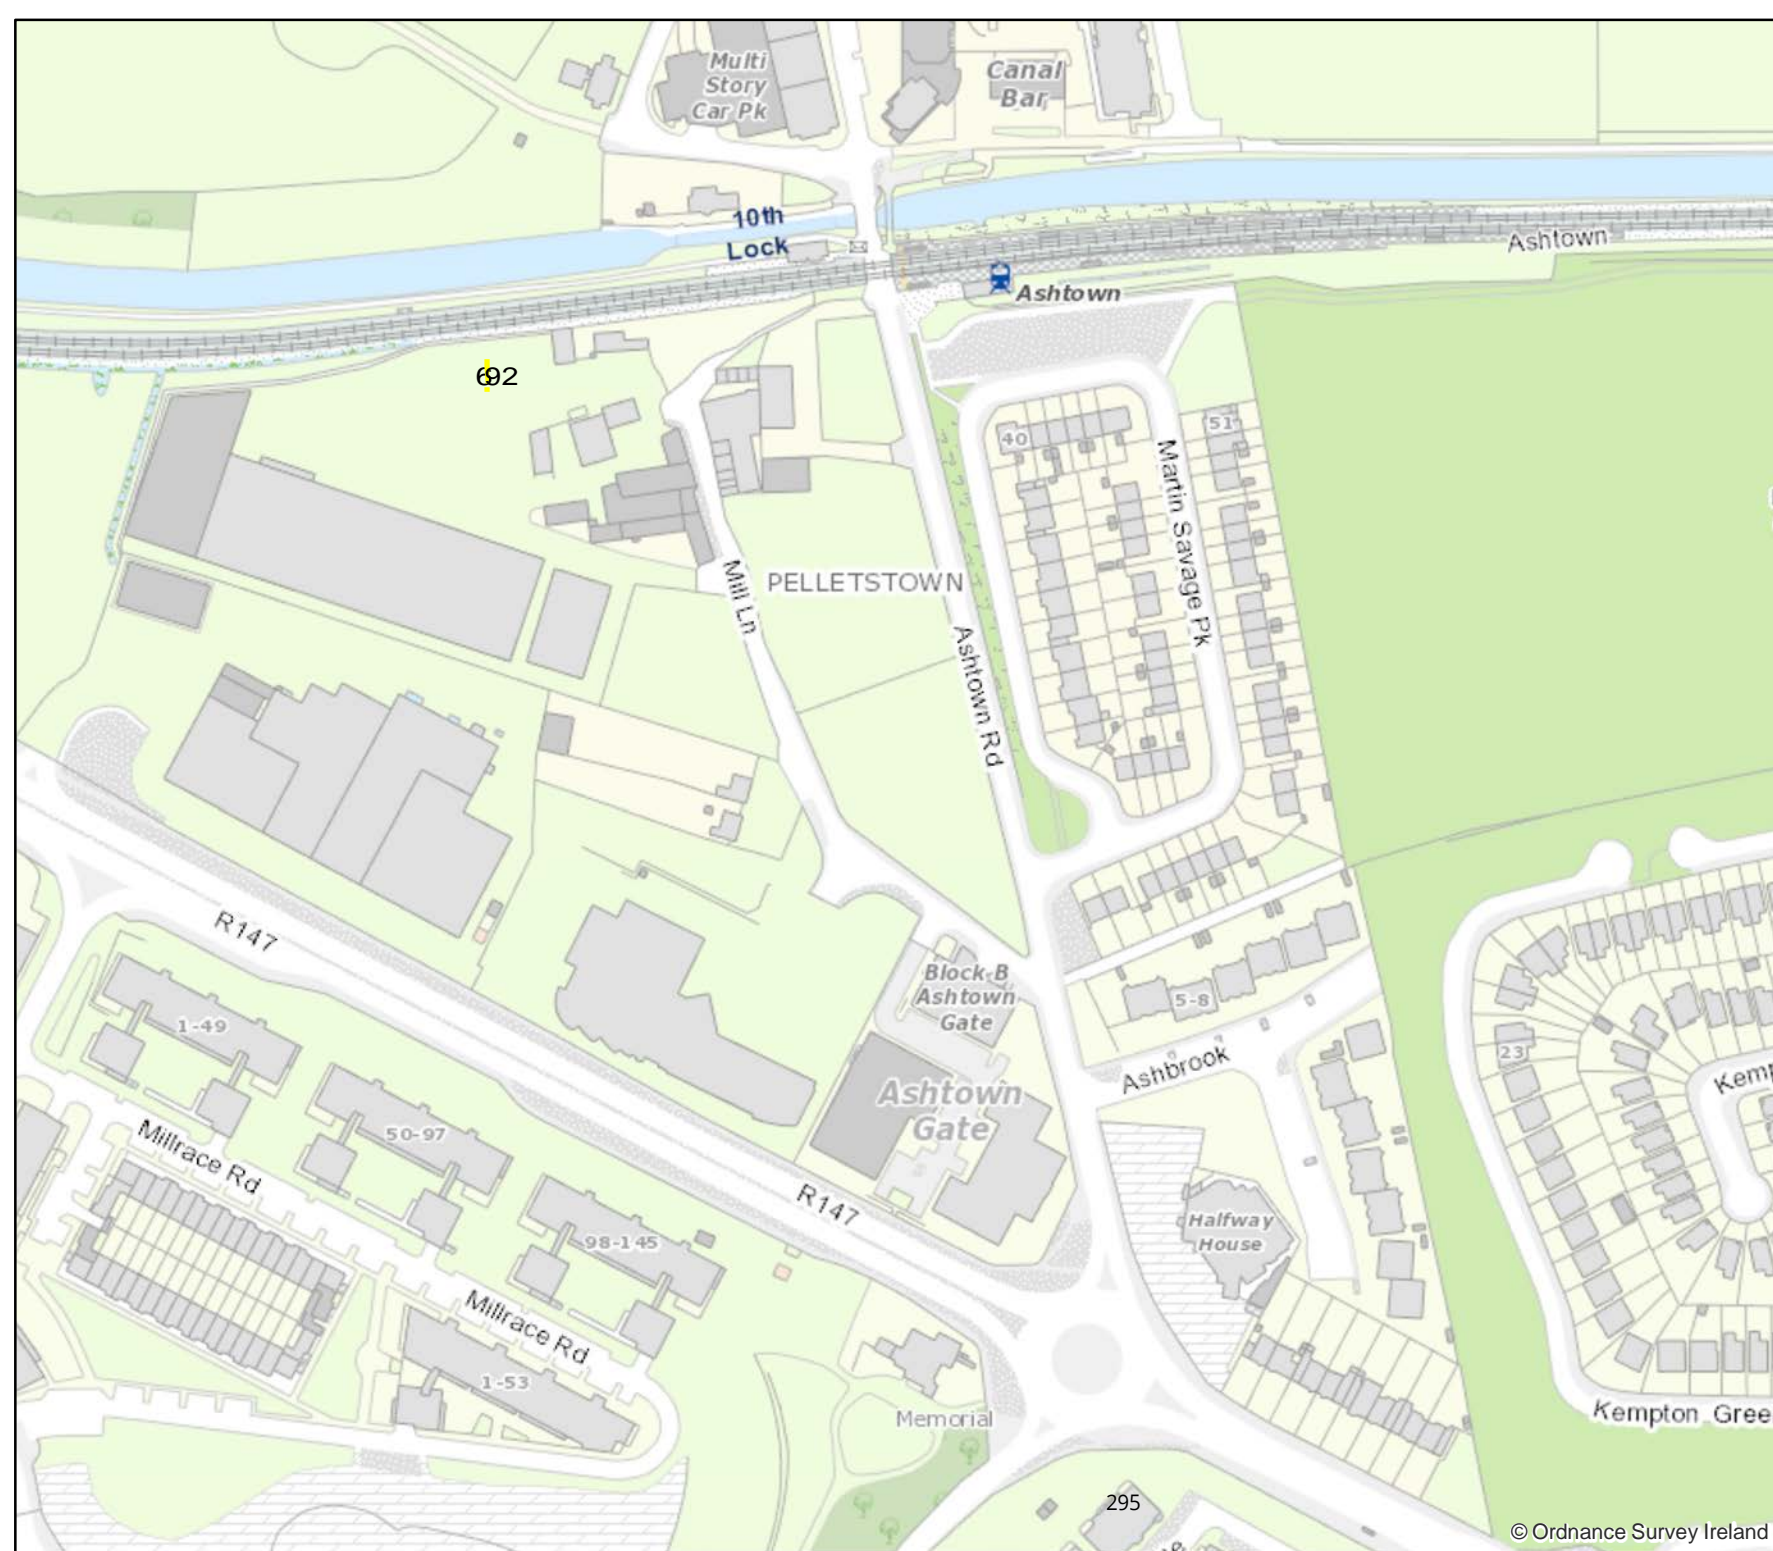 Multi
Story
Car Pk
Canal
Bar
10th
Lock
Ashtown
Ashtown
692
40
51
Martin Savage Pk
Mill Ln
PELLETSTOWN
Ashtown Rd
R147
Block B
Ashtown
Gate
5-8
1-49
Ashbrook
23
Ashtown
Gate
50-97
Millrace Rd
R147
Halfway
House
98-145
Millrace Rd
1-53
Memorial
Kempton Gree
295
© Ordnance Survey Ireland